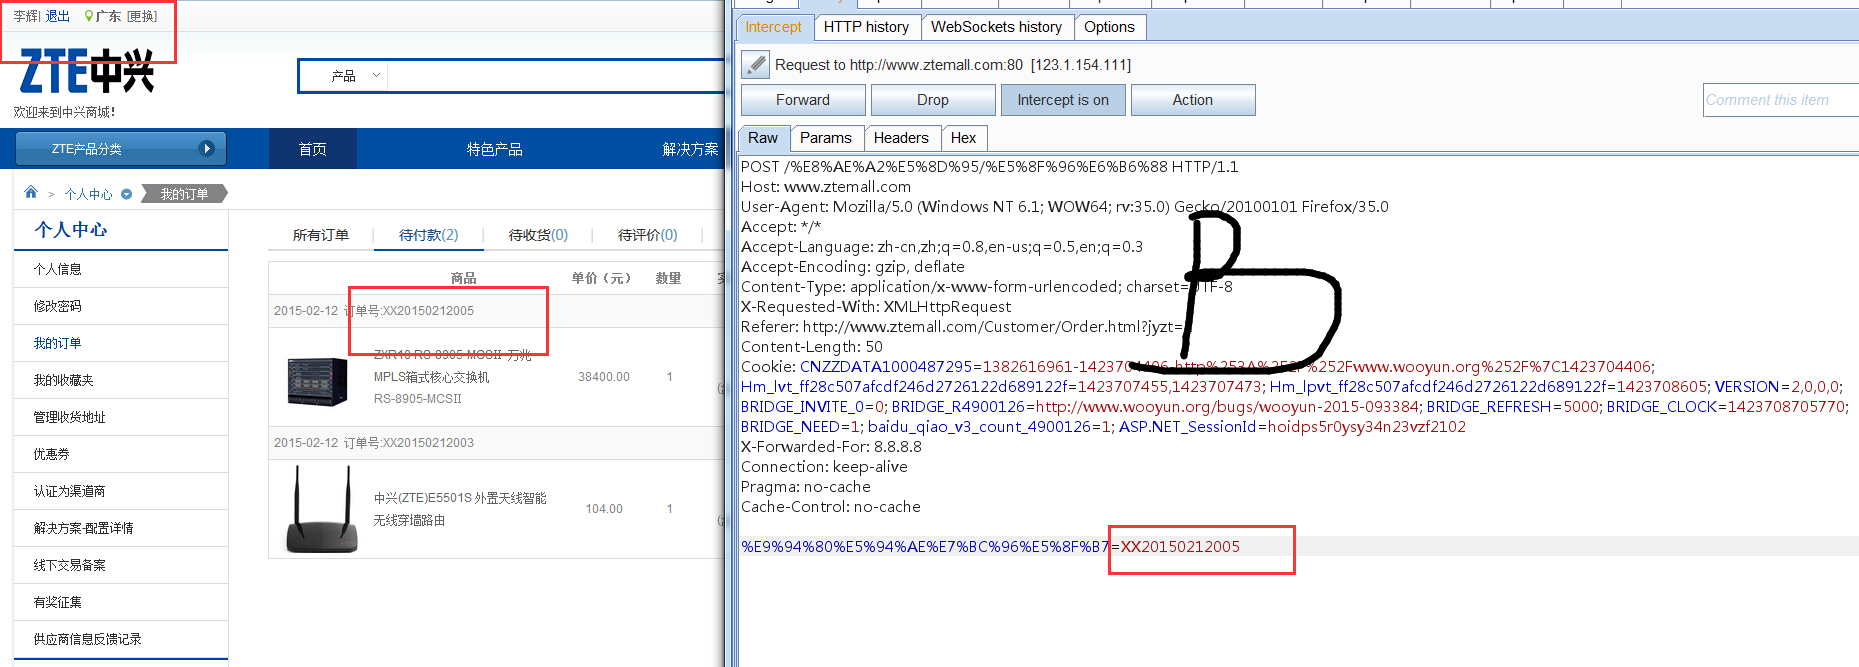 李辉| 退出 广东 [更换]
ZTE中兴
欢迎来到中兴商城!
产品
ZTE产品分类
首页
特色产品
解决方案
> 个人中心 我的订单
个人中心
个人信息
修改密码
我的订单
我的收藏夹
管理收货地址
优惠券
认证为渠道商
解决方案-配置详情
线下交易备案
有奖征集
供应商信息反馈记录
所有订单 待付款(2) 待收货(0) 待评价(0)
商品 单价（元） 数量
2015-02-12 订单号:XX20150212005
ZXR10 RS-8905-MCSII 万兆
MPLS箱式核心交换机
RS-8905-MCSII
38400.00 1
2015-02-12 订单号:XX20150212003
中兴(ZTE)E5501S 外置天线智能
无线穿墙路由
104.00 1
Intercept HTTP history WebSockets history Options
Request to http://www.ztemall.com:80 [123.1.154.111]
Forward Drop Intercept is on Action
Comment this item
Raw Params Headers Hex
POST /%E8%AE%A2%E5%8D%95/%E5%8F%96%E6%B6%88 HTTP/1.1
Host: www.ztemall.com
User-Agent: Mozilla/5.0 (Windows NT 6.1; WOW64; rv:35.0) Gecko/20100101 Firefox/35.0
Accept: */*
Accept-Language: zh-cn,zh;q=0.8,en-us;q=0.5,en;q=0.3
Accept-Encoding: gzip, deflate
Content-Type: application/x-www-form-urlencoded; charset=UTF-8
X-Requested-With: XMLHttpRequest
Referer: http://www.ztemall.com/Customer/Order.html?jyzt=
Content-Length: 50
Cookie: CNZZDATA1000487295=1382616961-1423704406-http%253A%252F%252Fwww.wooyun.org%252F%7C1423704406;
Hm_lvt_ff28c507afcdf246d2726122d689122f=1423707455,1423707473; Hm_lpvt_ff28c507afcdf246d2726122d689122f=1423708605; VERSION=2,0,0,0;
BRIDGE_INVITE_0=0; BRIDGE_R4900126=http://www.wooyun.org/bugs/wooyun-2015-093384; BRIDGE_REFRESH=5000; BRIDGE_CLOCK=1423708705770;
BRIDGE_NEED=1; baidu_qiao_v3_count_4900126=1; ASP.NET_SessionId=hoidps5r0ysy34n23vzf2102
X-Forwarded-For: 8.8.8.8
Connection: keep-alive
Pragma: no-cache
Cache-Control: no-cache
%E9%94%80%E5%94%AE%E7%BC%96%E5%8F%B7=XX20150212005
B